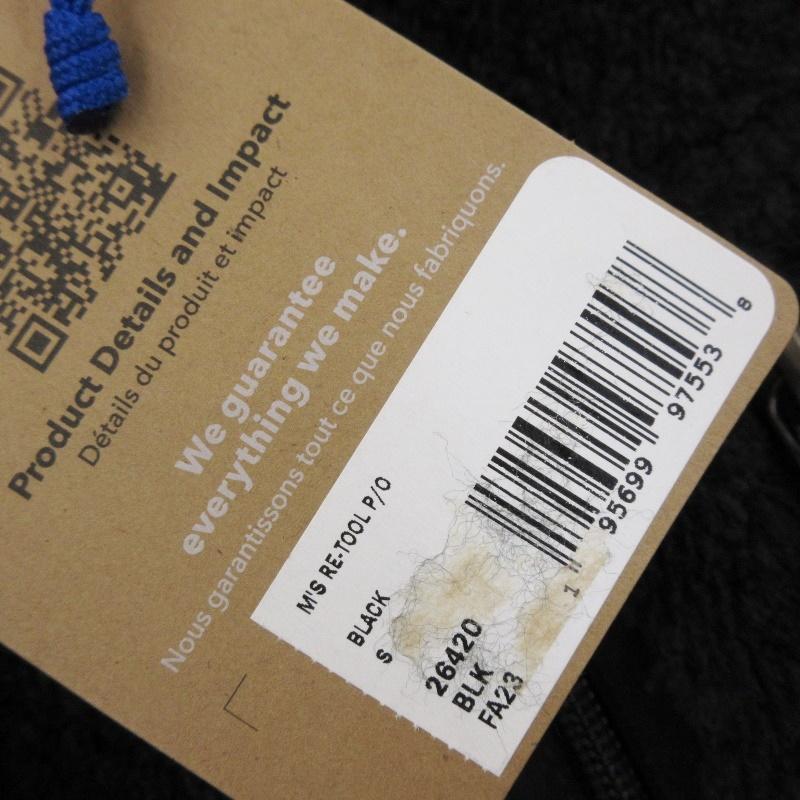 Product Details and Impact
Détails du produit et impact
We guarantee
everything we make.
Nous garantissons tout ce que nous fabriquons.
M'S RE-TOOL P/O
BLACK
S
26420
BLK
FA23
1 95699 97553 8